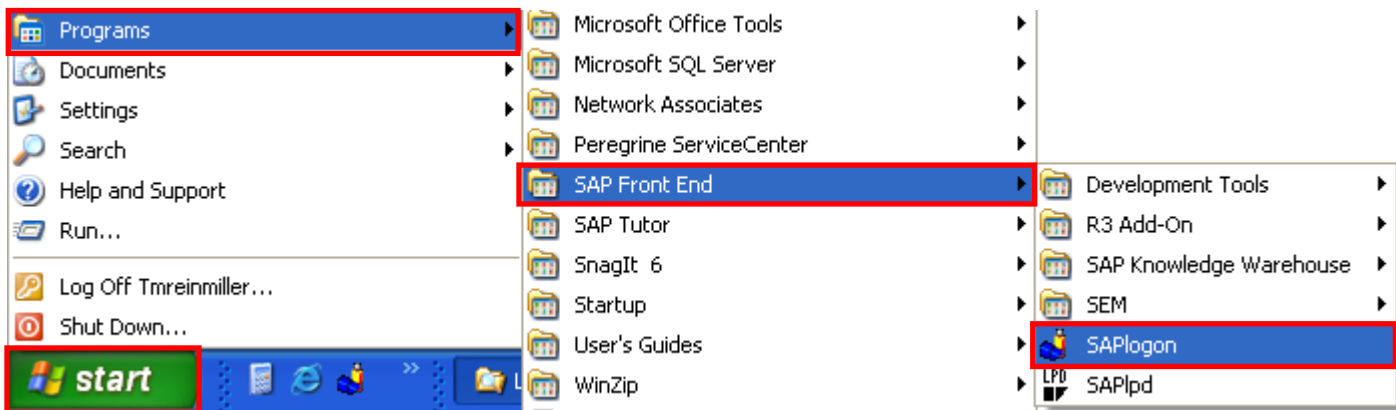 Programs
Documents
Settings
Search
Help and Support
Run...
Log Off Tmreinmiller...
Shut Down...
start
L
Microsoft Office Tools
Microsoft SQL Server
Network Associates
Peregrine ServiceCenter
SAP Front End
SAP Tutor
SnagIt 6
Startup
User's Guides
WinZip
Development Tools
R3 Add-On
SAP Knowledge Warehouse
SEM
SAPlogon
LPD
SAPlpd